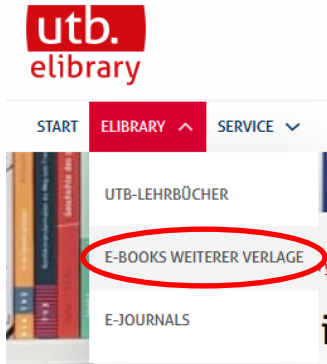 utb.
elibrary
START ELIBRARY SERVICE
UTB-LEHRBÜCHER
E-BOOKS WEITERER VERLAGE
E-JOURNALS